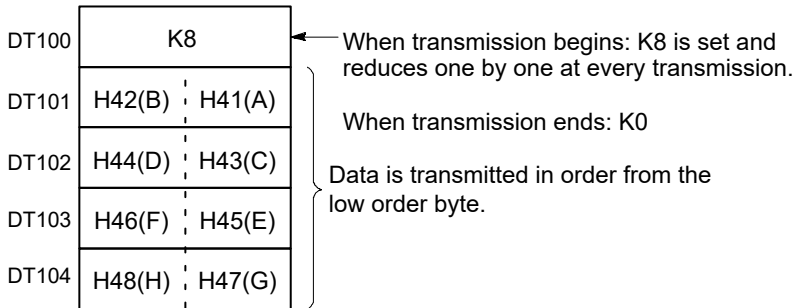 DT100 K8
When transmission begins: K8 is set and
reduces one by one at every transmission.
DT101 H42(B) H41(A)
When transmission ends: K0
DT102 H44(D) H43(C)
Data is transmitted in order from the
low order byte.
DT103 H46(F) H45(E)
DT104 H48(H) H47(G)